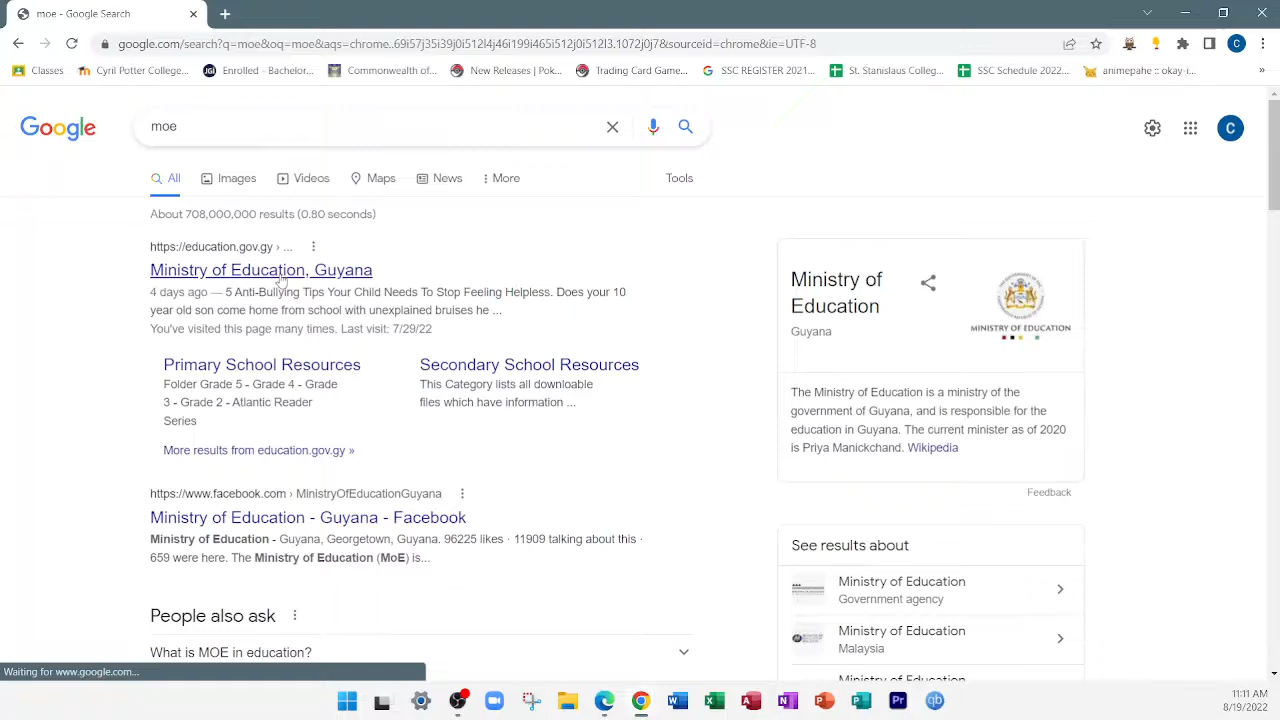 moe - Google Search
google.com/search?q=moe&oq=moe&aqs=chrome..69i57j35i39j0i512l4j46i199i465i512j0i512l3.1072j0j7&sourceid=chrome&ie=UTF-8
Classes
Cyril Potter College...
Enrolled - Bachelor...
Commonwealth of...
New Releases | Pok...
Trading Card Game...
SSC REGISTER 2021...
St. Stanislaus Colleg...
SSC Schedule 2022...
animepahe :: okay-i...
»
Google
moe
C
All
Images
Videos
Maps
News
More
Tools
About 708,000,000 results (0.80 seconds)
https://education.gov.gy › ...
Ministry of Education, Guyana
4 days ago — 5 Anti-Bullying Tips Your Child Needs To Stop Feeling Helpless. Does your 10
year old son come home from school with unexplained bruises he ...
You've visited this page many times. Last visit: 7/29/22
Primary School Resources
Folder Grade 5 - Grade 4 - Grade
3 - Grade 2 - Atlantic Reader
Series
Secondary School Resources
This Category lists all downloadable
files which have information ...
More results from education.gov.gy »
https://www.facebook.com › MinistryOfEducationGuyana
Ministry of Education - Guyana - Facebook
Ministry of Education - Guyana, Georgetown, Guyana. 96225 likes · 11909 talking about this ·
659 were here. The Ministry of Education (MoE) is...
People also ask
What is MOE in education?
Ministry of
Education
Guyana
MINISTRY OF EDUCATION
The Ministry of Education is a ministry of the
government of Guyana, and is responsible for the
education in Guyana. The current minister as of 2020
is Priya Manickchand. Wikipedia
Feedback
See results about
Ministry of Education
Government agency
Ministry of Education
Malaysia
Ministry of Education
Waiting for www.google.com...
11:11 AM
8/19/2022